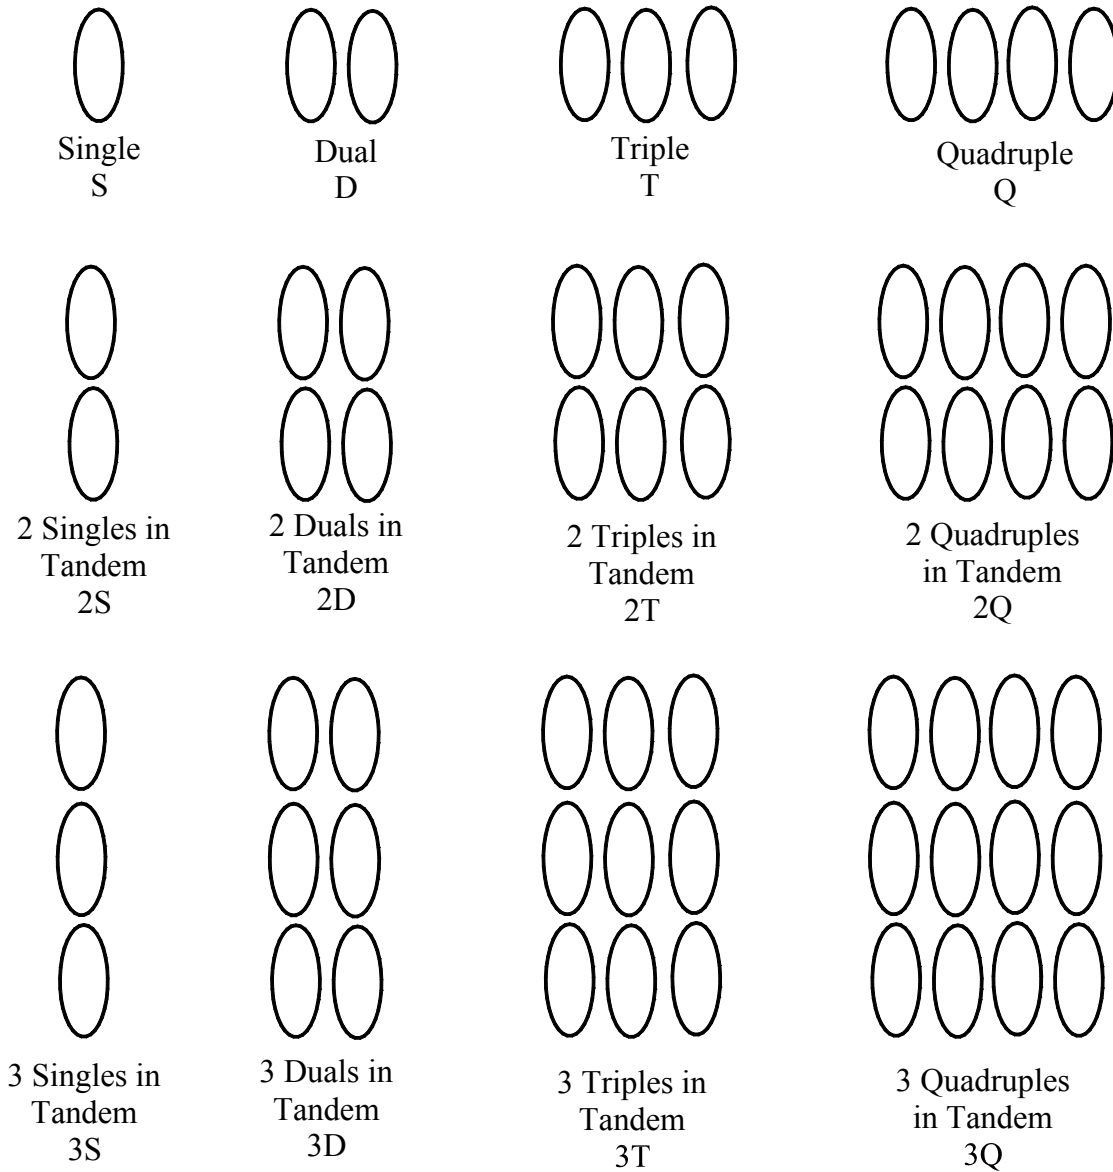 Single
S
Dual
D
Triple
T
Quadruple
Q
2 Singles in
Tandem
2S
2 Duals in
Tandem
2D
2 Triples in
Tandem
2T
2 Quadruples
in Tandem
2Q
3 Singles in
Tandem
3S
3 Duals in
Tandem
3D
3 Triples in
Tandem
3T
3 Quadruples
in Tandem
3Q